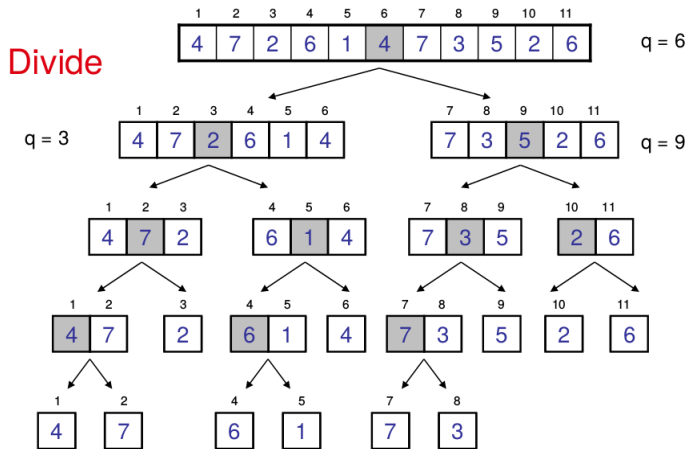 1 2 3 4 5 6 7 8 9 10 11
4 7 2 6 1 4 7 3 5 2 6
q = 6
Divide
1 2 3 4 5 6
7 8 9 10 11
q = 3
4 7 2 6 1 4
7 3 5 2 6
q = 9
1 2 3
4 5 6
7 8 9
10 11
4 7 2
6 1 4
7 3 5
2 6
1 2
3
4 5
6
7 8
9
10
11
4 7
2
6 1
4
7 3
5
2
6
1
2
4
5
7
8
4
7
6
1
7
3